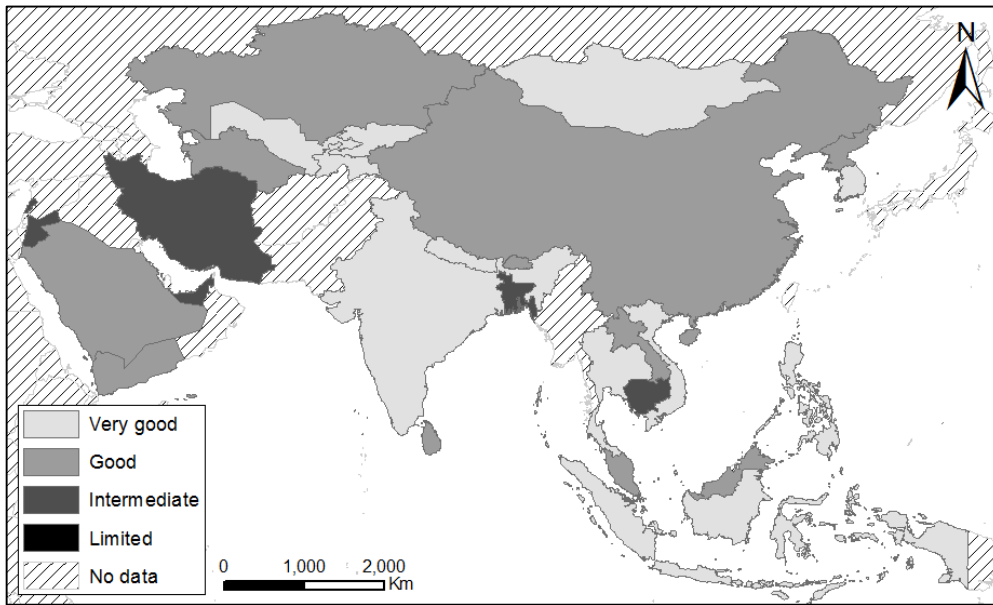 N
Very good
Good
Intermediate
Limited
No data
0 1,000 2,000
Km